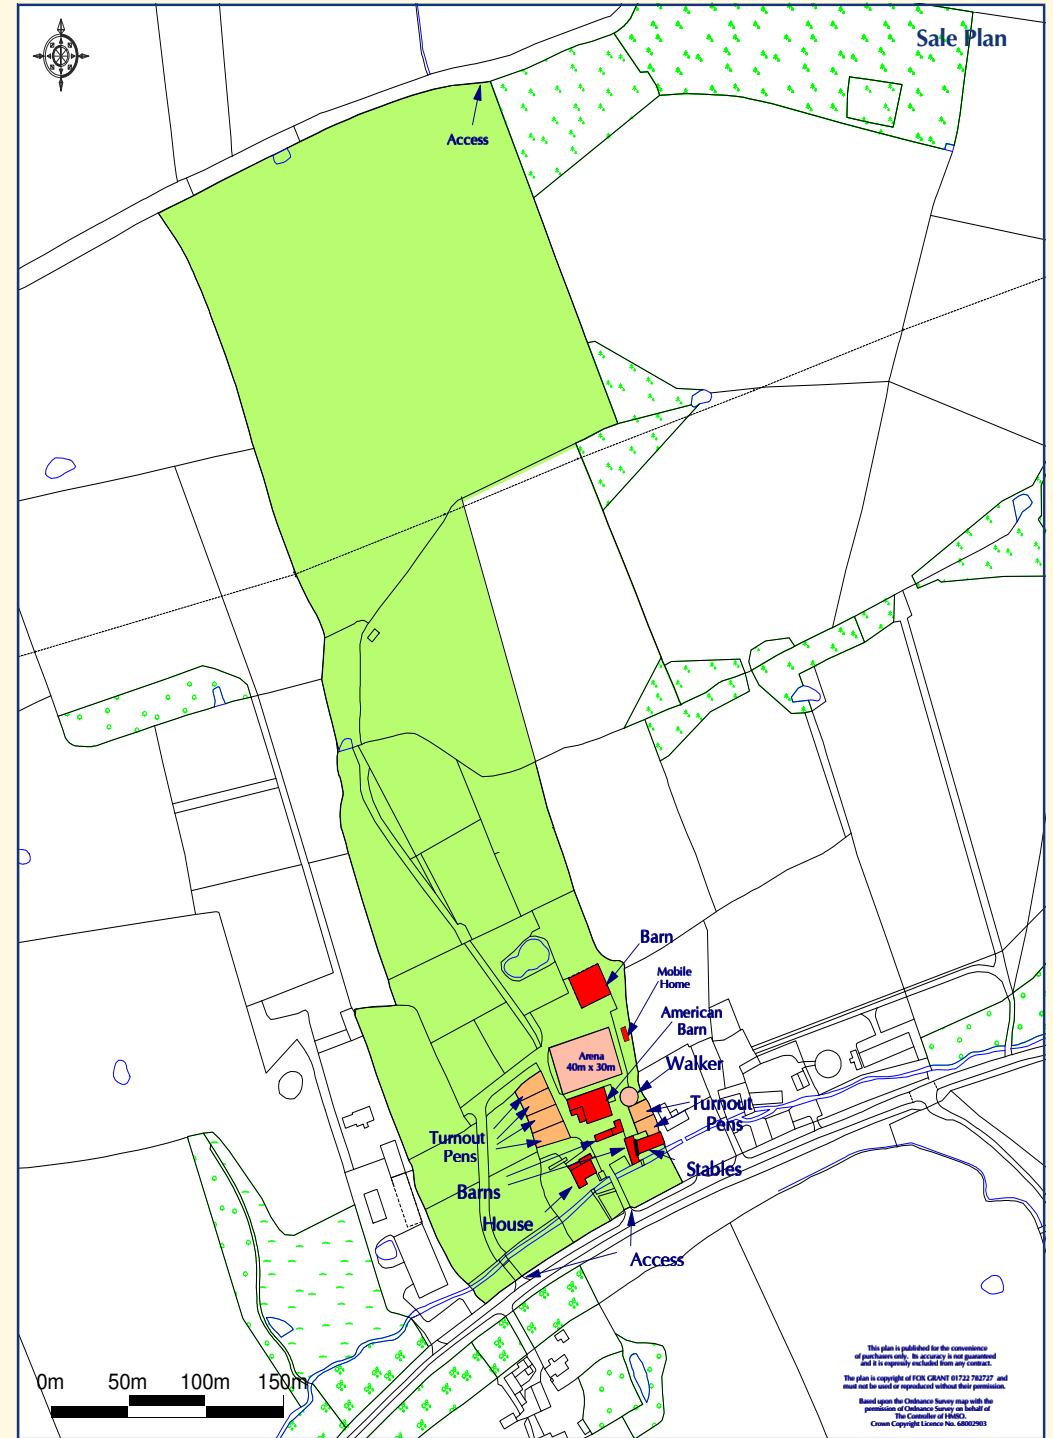 Sale Plan
Access
Barn
Mobile
Home
American
Barn
Arena
40m x 30m
Walker
Turnout
Pens
Turnout
Pens
Stables
Barns
House
Access
0m 50m 100m 150m
This plan is published for the convenience
of purchasers only. Its accuracy is not guaranteed
and it is expressly excluded from any contract.
The plan is copyright of FOX GRANT 01722 782727 and
must not be used or reproduced without their permission.
Based upon the Ordnance Survey map with the
permission of Ordnance Survey on behalf of
The Controller of HMSO.
Crown Copyright Licence No. 68002903